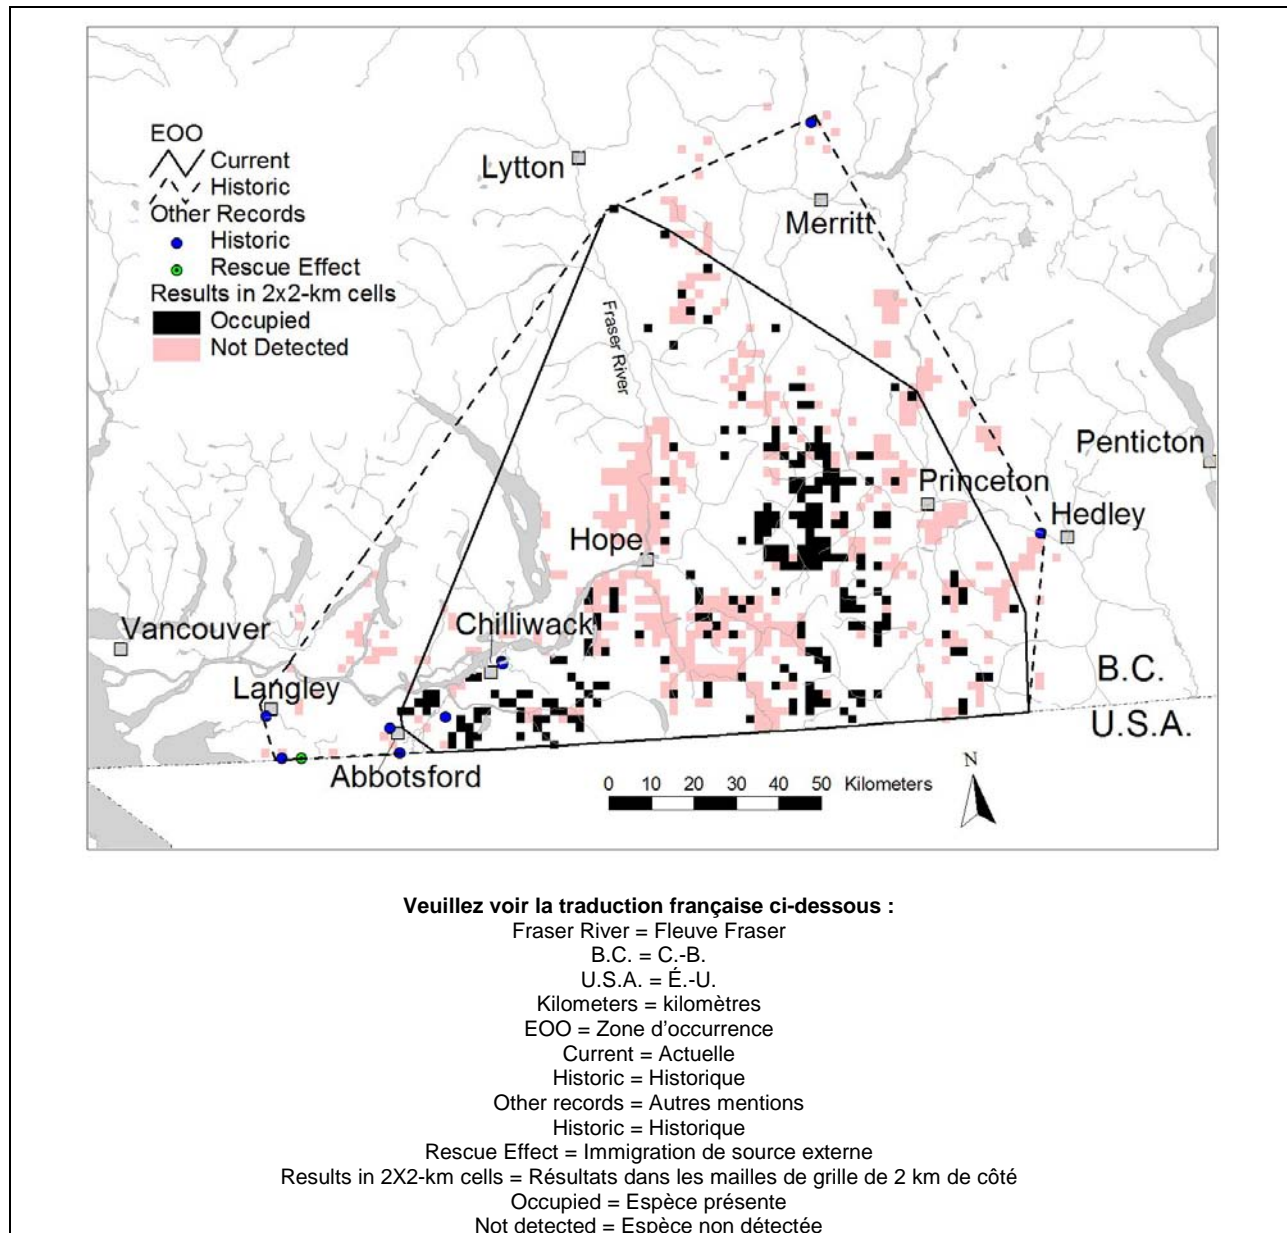 EOO
Current
Historic
Other Records
Historic
Rescue Effect
Results in 2x2-km cells
Occupied
Not Detected
Lytton
Merritt
Fraser River
Penticton
Princeton
Hedley
Hope
Chilliwack
Vancouver
Langley
B.C.
U.S.A.
Abbotsford
N
0 10 20 30 40 50 Kilometers
Veuillez voir la traduction française ci-dessous :
Fraser River = Fleuve Fraser
B.C. = C.-B.
U.S.A. = É.-U.
Kilometers = kilomètres
EOO = Zone d'occurrence
Current = Actuelle
Historic = Historique
Other records = Autres mentions
Historic = Historique
Rescue Effect = Immigration de source externe
Results in 2X2-km cells = Résultats dans les mailles de grille de 2 km de côté
Occupied = Espèce présente
Not detected = Espèce non détectée